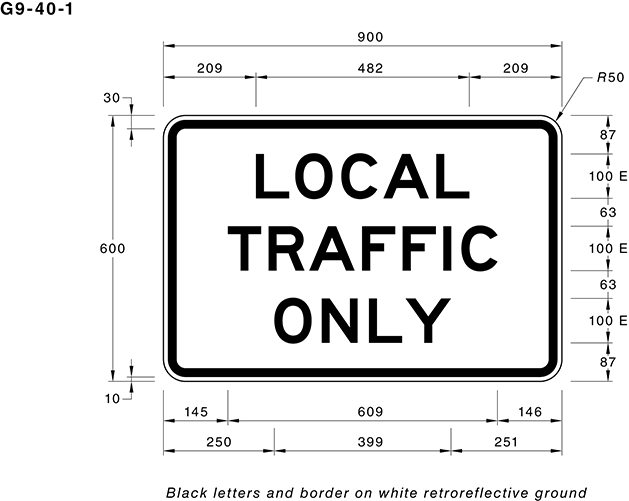 G9-40-1
900
209 482 209
R50
30
87
LOCAL
100 E
63
600
TRAFFIC
100 E
63
ONLY
100 E
87
10
145 609 146
250 399 251
Black letters and border on white retroreflective ground